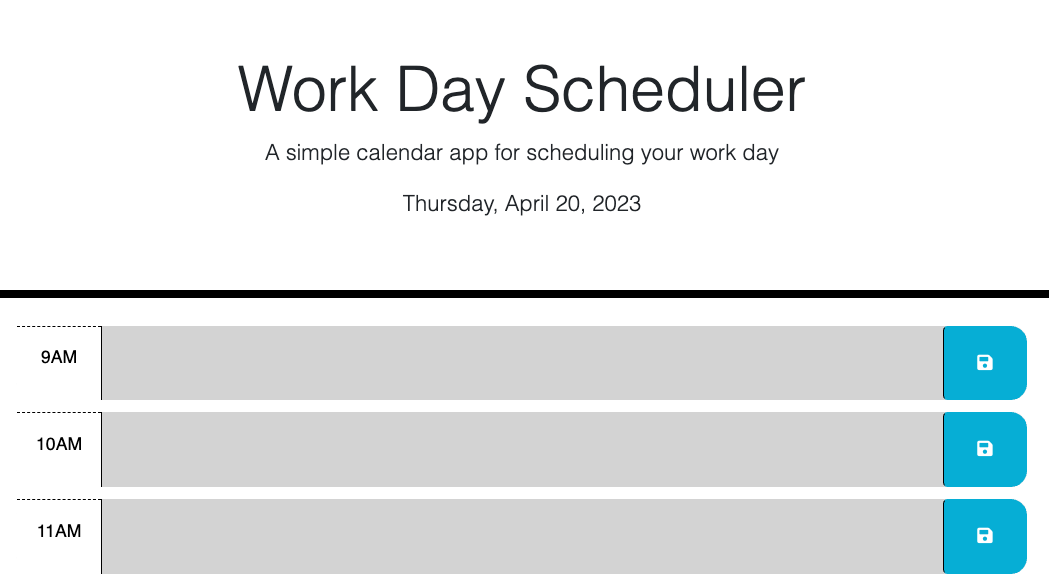 Work Day Scheduler
A simple calendar app for scheduling your work day
Thursday, April 20, 2023
9AM
10AM
11AM